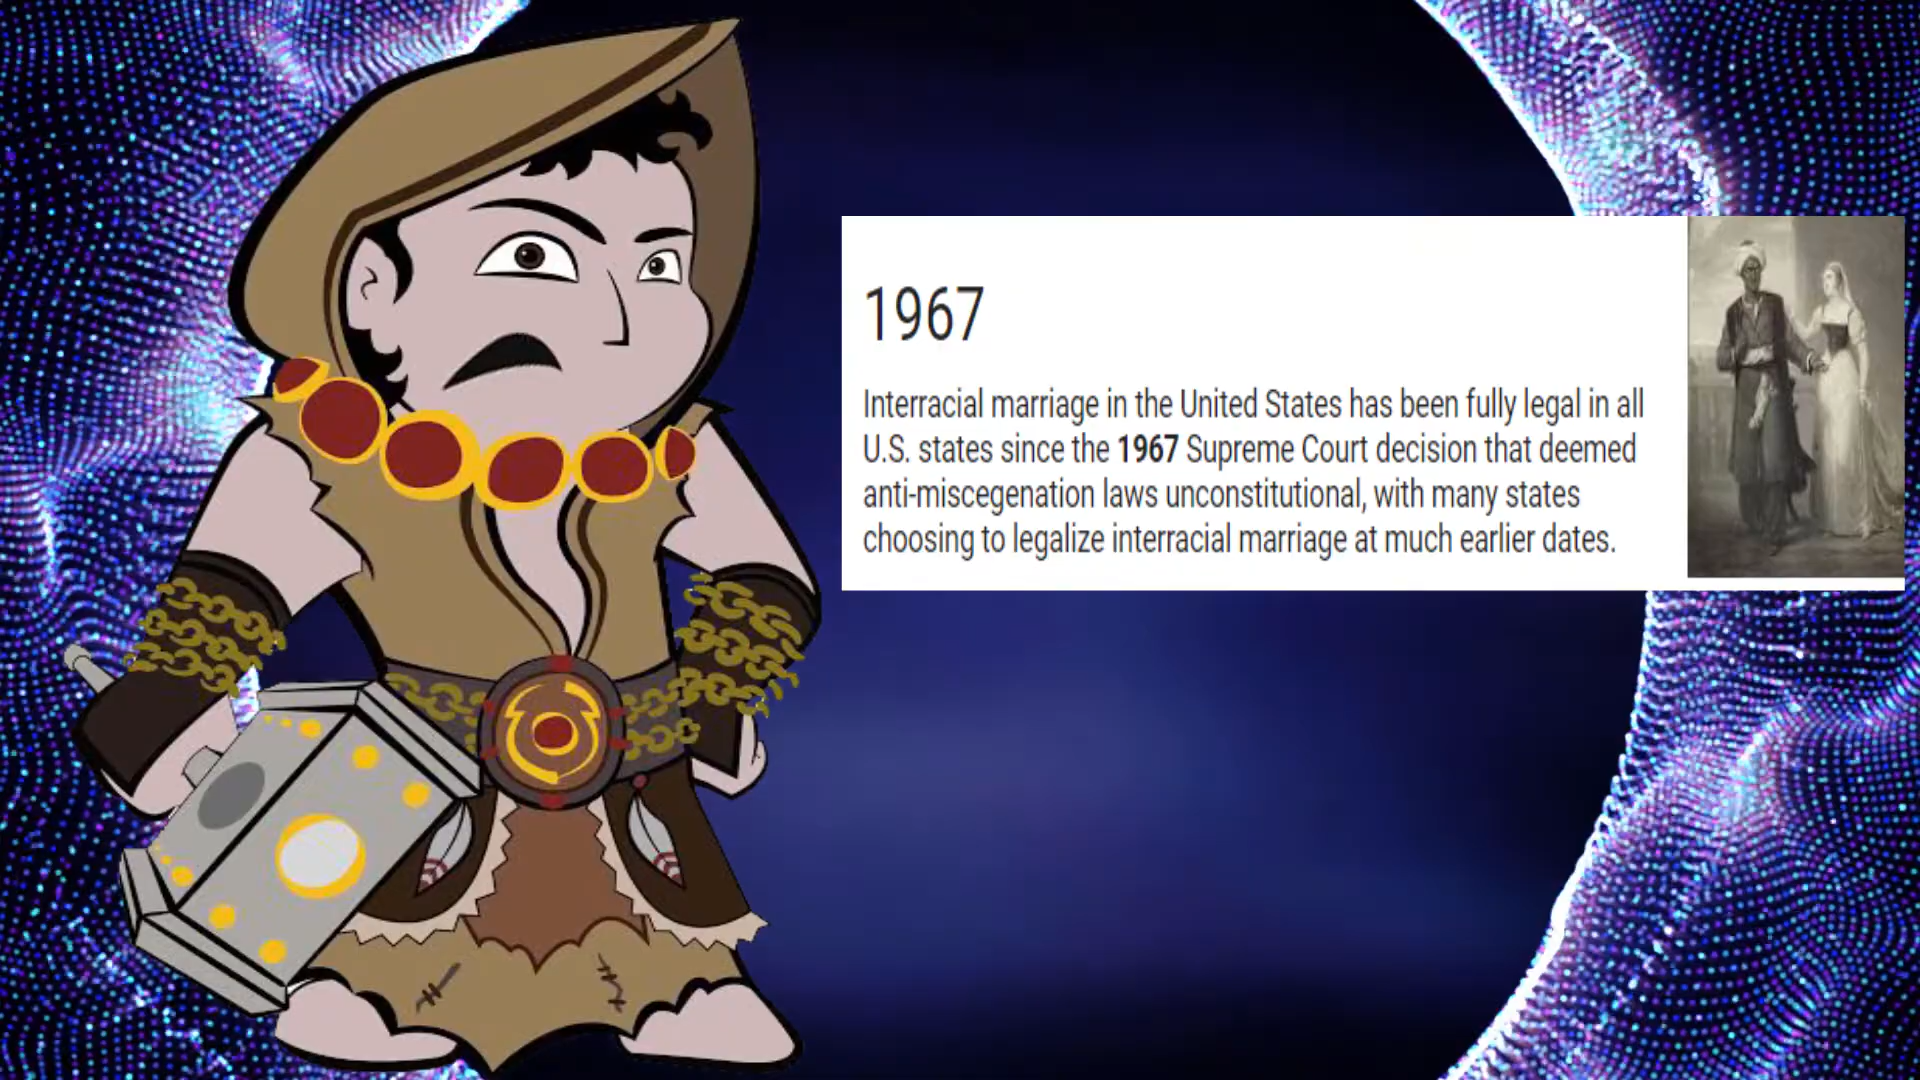 1967
Interracial marriage in the United States has been fully legal in all
U.S. states since the 1967 Supreme Court decision that deemed
anti-miscegenation laws unconstitutional, with many states
choosing to legalize interracial marriage at much earlier dates.